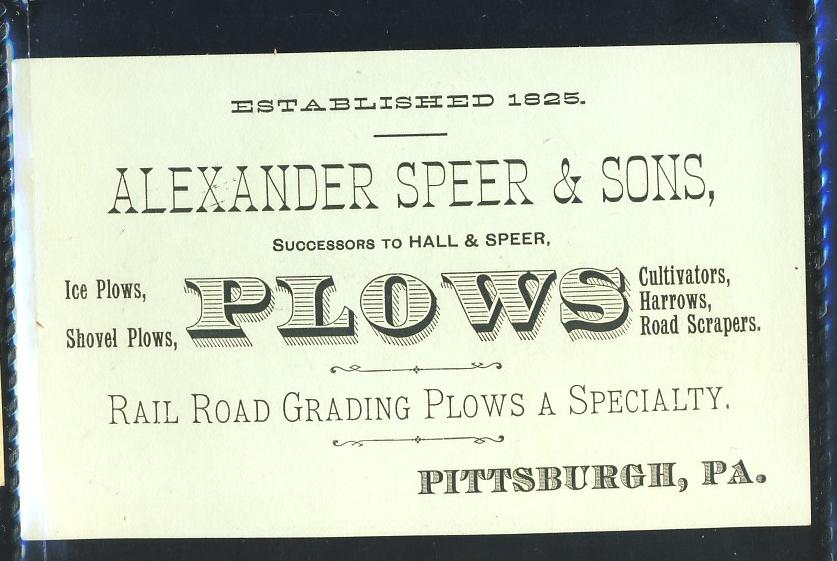 ESTABLISHED 1825.
ALEXANDER SPEER & SONS,
SUCCESSORS TO HALL & SPEER,
Ice Plows,
Shovel Plows,
PLOWS
Cultivators,
Harrows,
Road Scrapers.
RAIL ROAD GRADING PLOWS A SPECIALTY.
PITTSBURGH, PA.